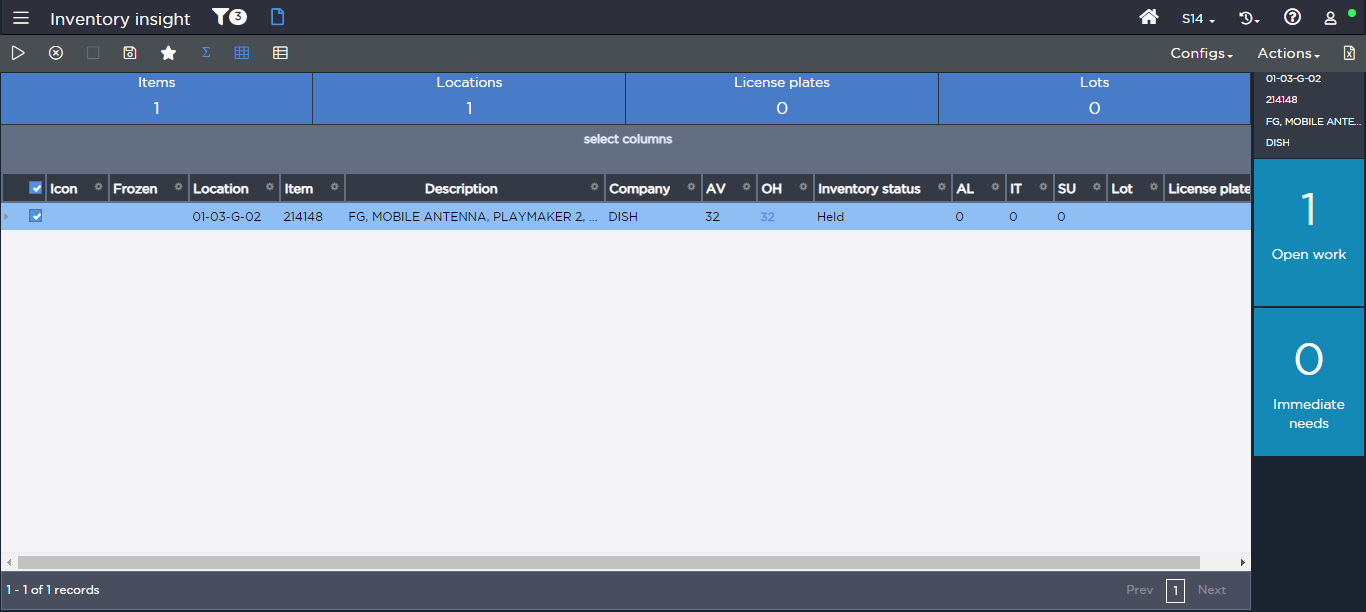 Inventory insight 3 S14
Configs Actions
Items Locations License plates Lots
1 1 0 0
select columns
Icon Frozen Location Item Description Company AV OH Inventory status AL IT SU Lot License plate
01-03-G-02 214148 FG, MOBILE ANTENNA, PLAYMAKER 2, ... DISH 32 32 Held 0 0 0
1 - 1 of 1 records Prev 1 Next
01-03-G-02
214148
FG, MOBILE ANTE...
DISH
1
Open work
0
Immediate
needs